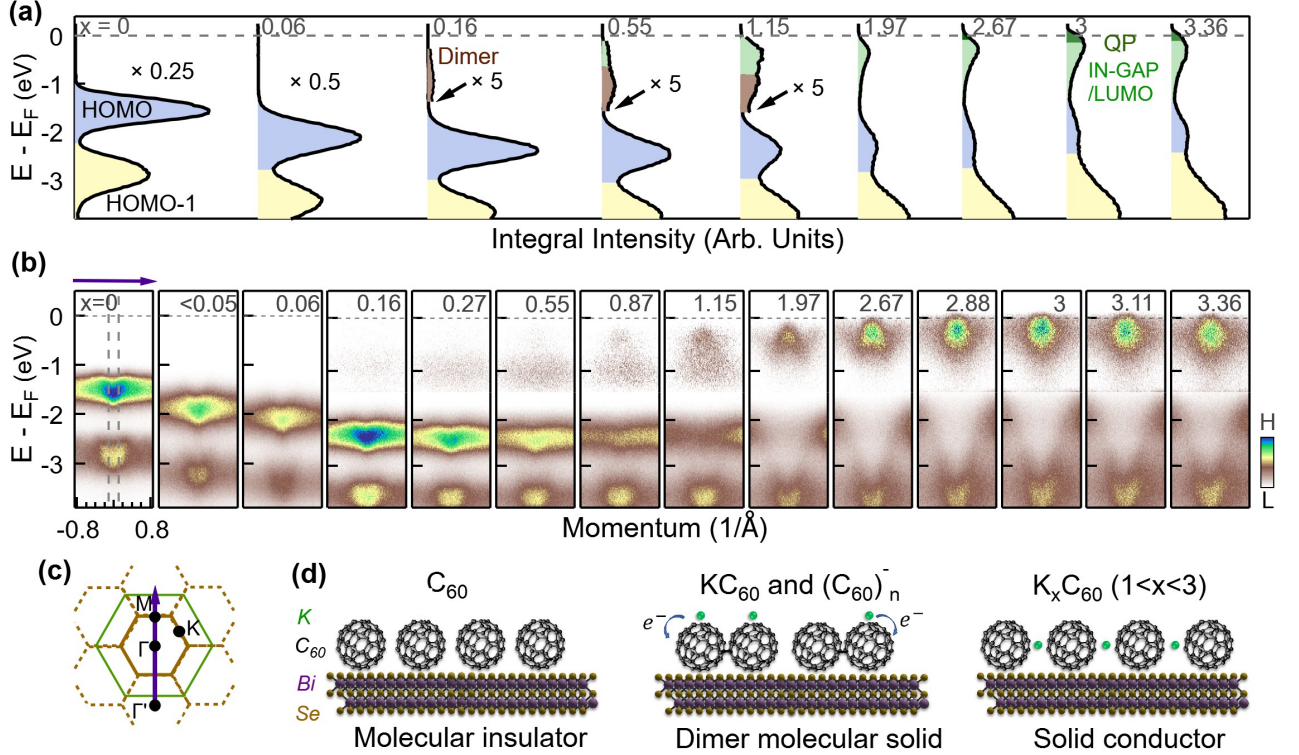 (a)
x = 0 0.06 0.16 0.55 1.15 1.97 2.67 3 3.36
0
-1
-2
-3
E - E_F (eV)
× 0.25
× 0.5
Dimer
× 5
× 5
× 5
QP
IN-GAP
/LUMO
HOMO
HOMO-1
Integral Intensity (Arb. Units)
(b)
x=0 <0.05 0.06 0.16 0.27 0.55 0.87 1.15 1.97 2.67 2.88 3 3.11 3.36
0
-1
-2
-3
E - E_F (eV)
H
L
-0.8 0.8
Momentum (1/Å)
(c)
M
K
Γ
Γ'
(d)
C60
KC60 and (C60)n-
KxC60 (1<x<3)
K
C60
Bi
Se
e−
e−
Molecular insulator
Dimer molecular solid
Solid conductor